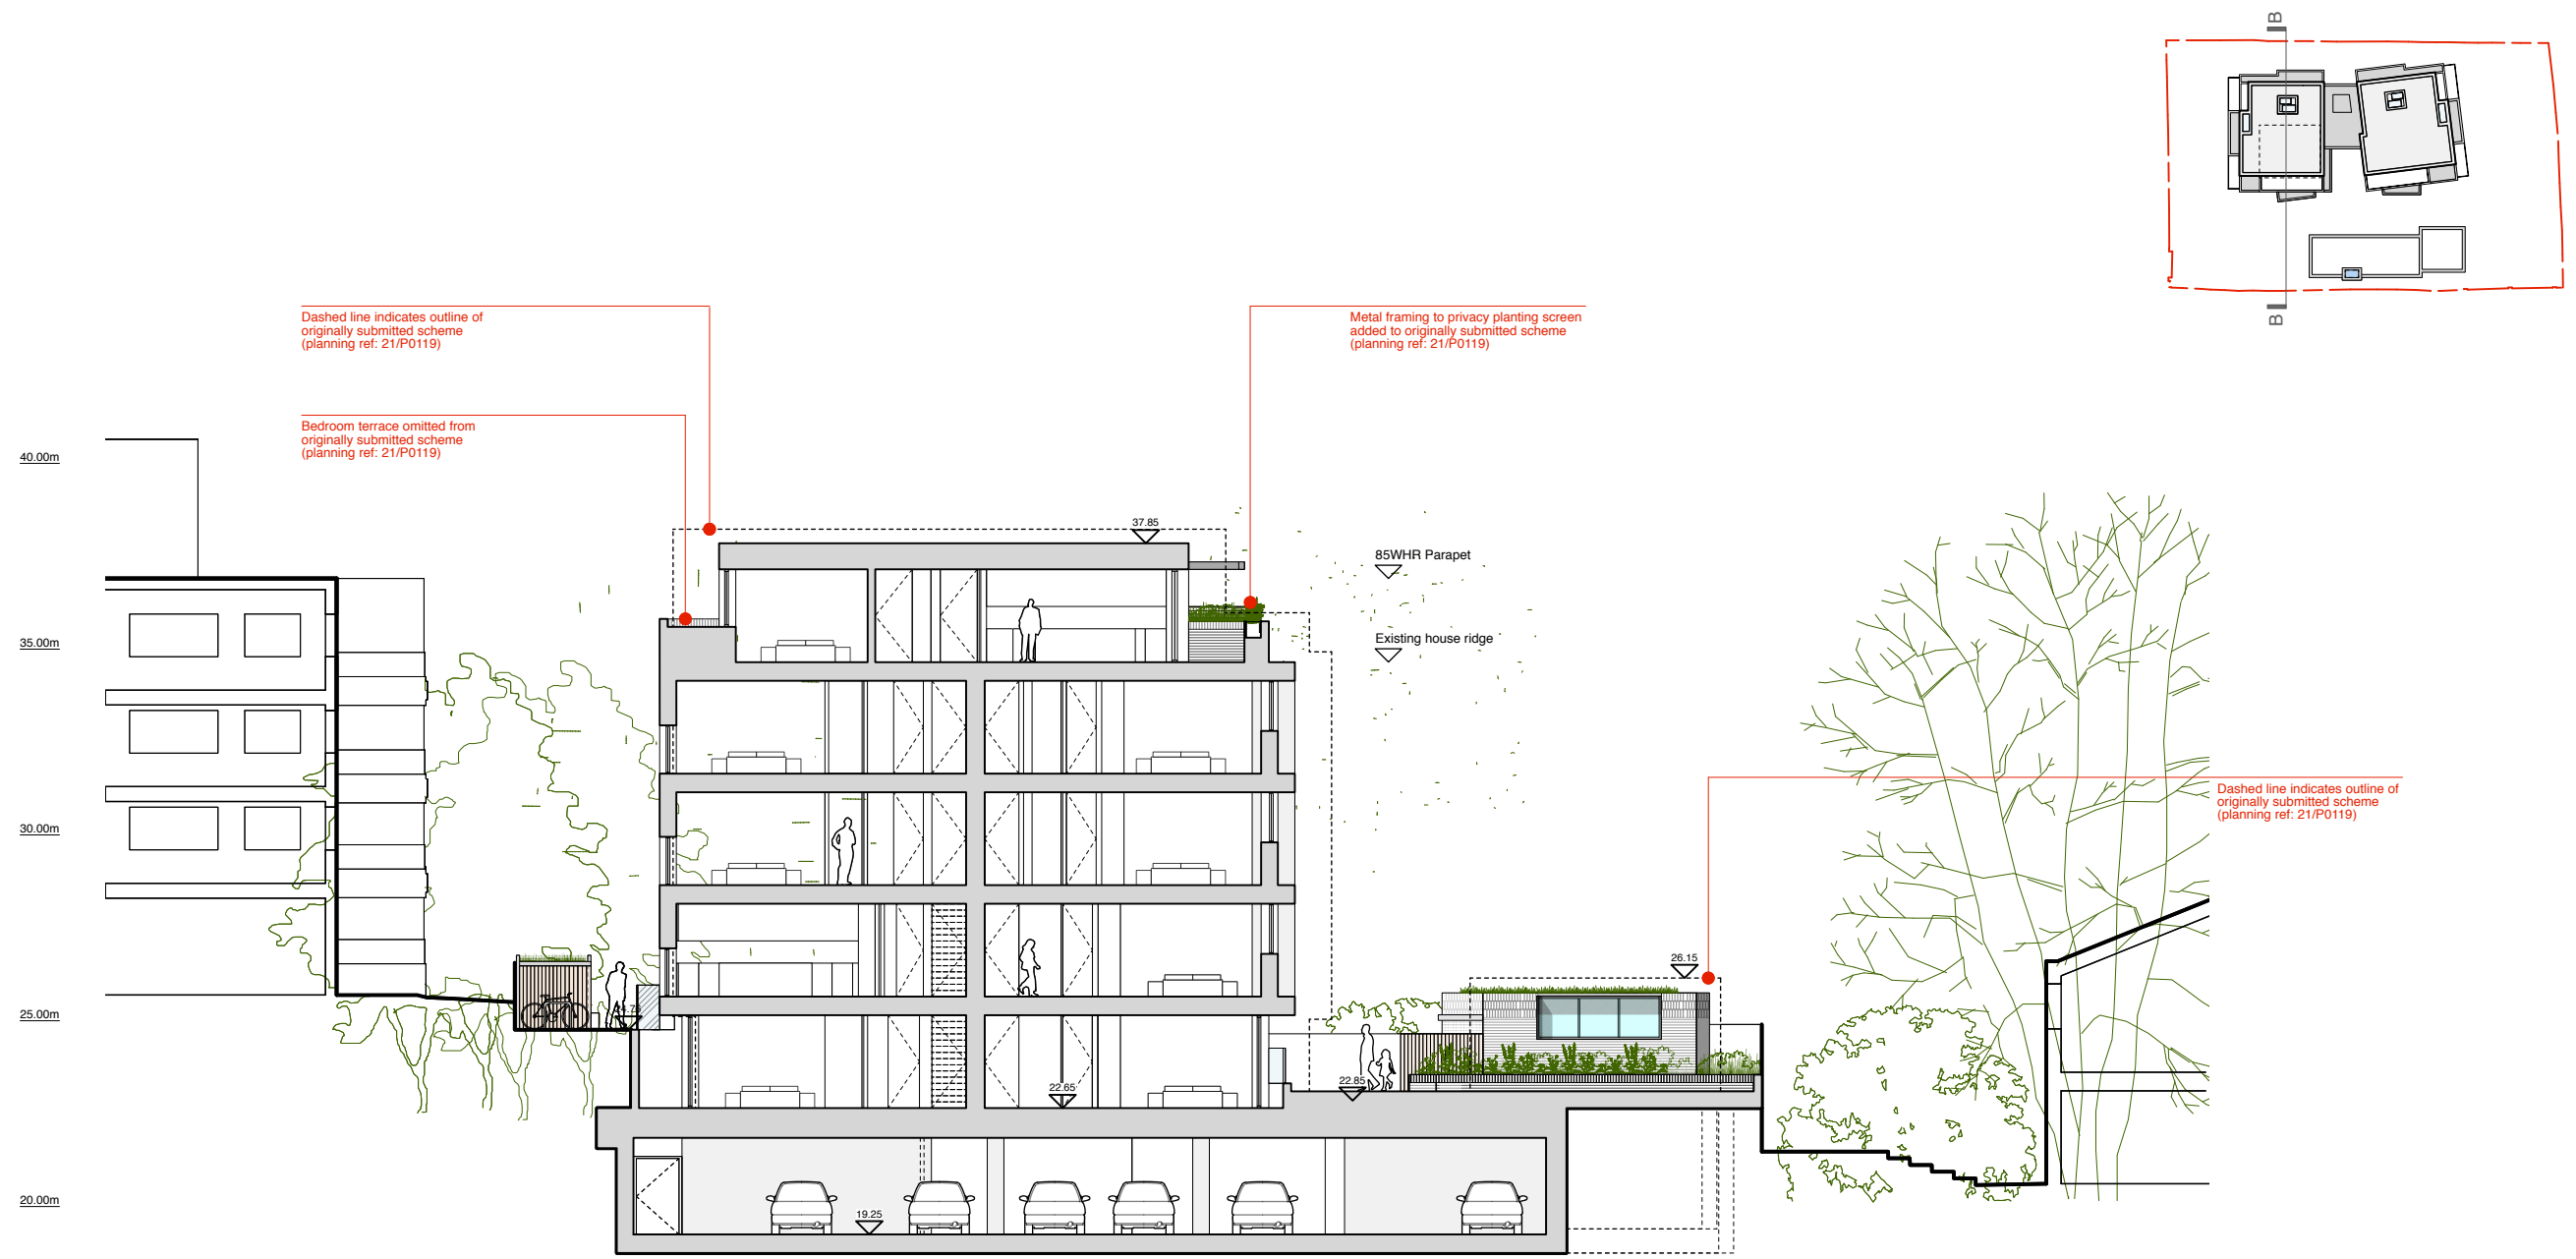 B
B
Dashed line indicates outline of
originally submitted scheme
(planning ref: 21/P0119)
Metal framing to privacy planting screen
added to originally submitted scheme
(planning ref: 21/P0119)
Bedroom terrace omitted from
originally submitted scheme
(planning ref: 21/P0119)
40.00m
37.85
85WHR Parapet
35.00m
Existing house ridge
Dashed line indicates outline of
originally submitted scheme
(planning ref: 21/P0119)
30.00m
26.15
25.00m
22.65
22.85
20.00m
19.25